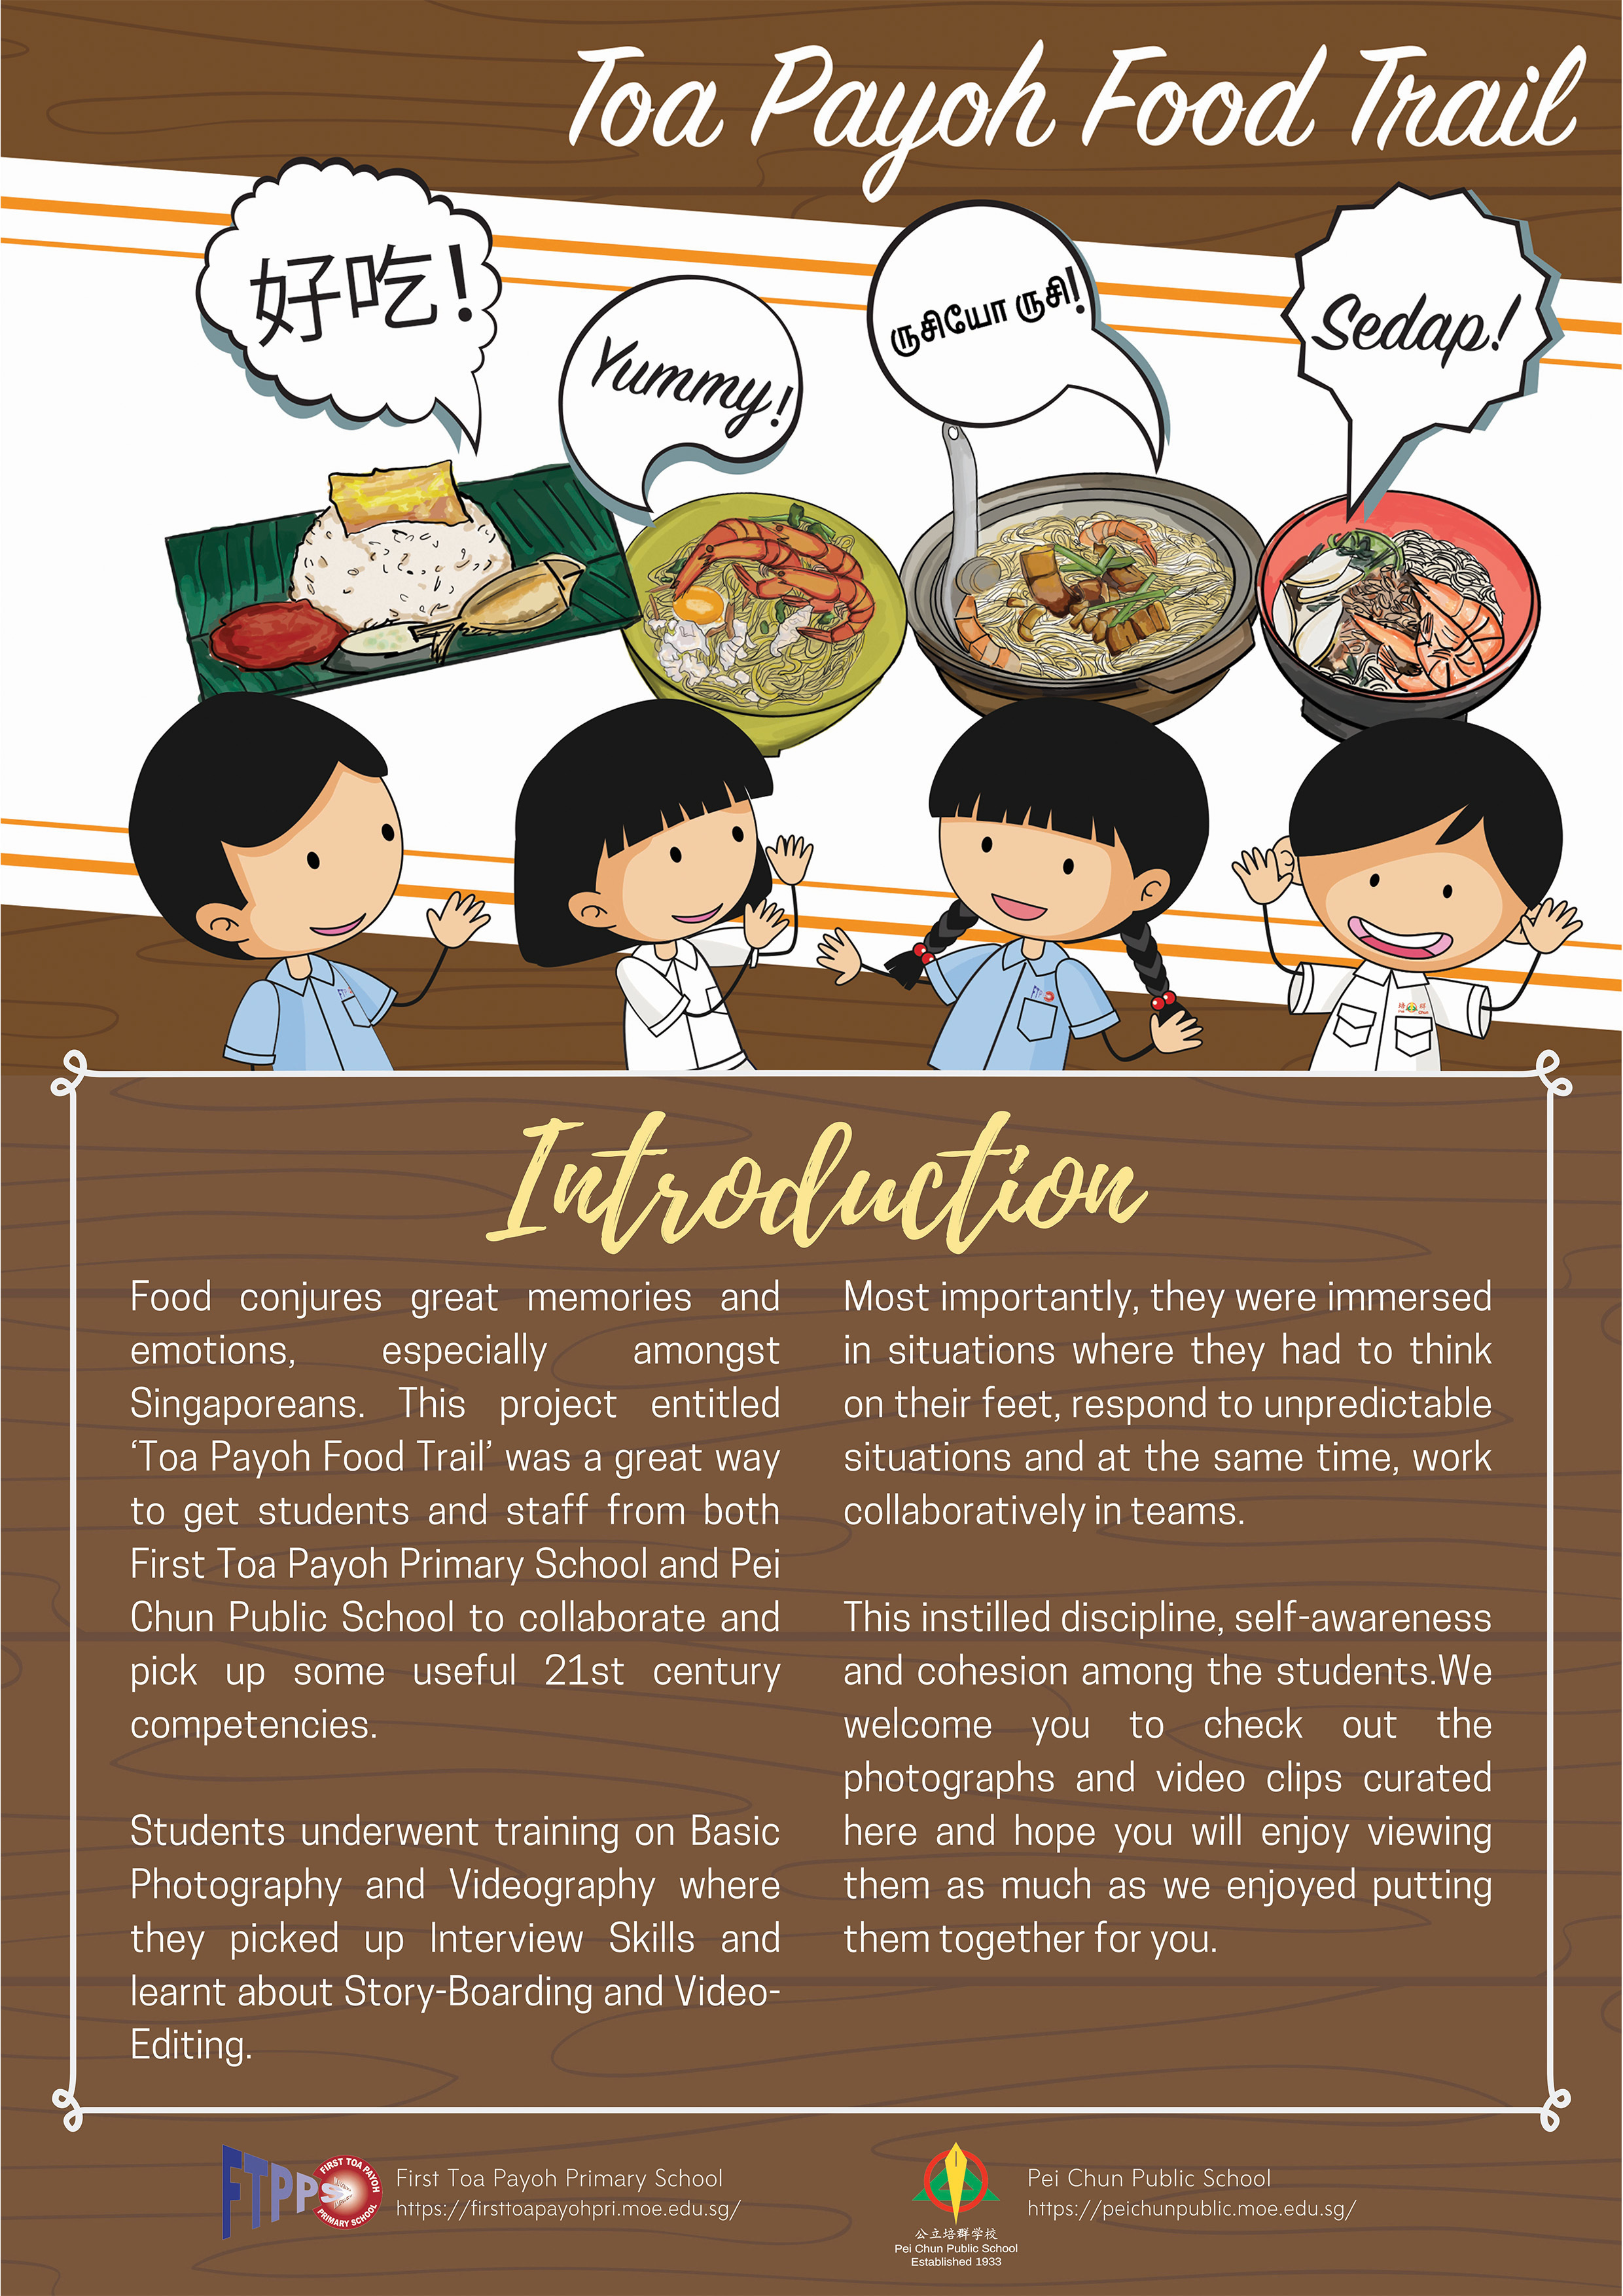 Toa Payoh Food Trail
好吃!
Yummy!
ருசியோ ருசி!
Sedap!
Introduction
Food conjures great memories and
emotions, especially amongst
Singaporeans. This project entitled
‘Toa Payoh Food Trail’ was a great way
to get students and staff from both
First Toa Payoh Primary School and Pei
Chun Public School to collaborate and
pick up some useful 21st century
competencies.
Students underwent training on Basic
Photography and Videography where
they picked up Interview Skills and
learnt about Story-Boarding and Video-
Editing.
Most importantly, they were immersed
in situations where they had to think
on their feet, respond to unpredictable
situations and at the same time, work
collaboratively in teams.
This instilled discipline, self-awareness
and cohesion among the students.We
welcome you to check out the
photographs and video clips curated
here and hope you will enjoy viewing
them as much as we enjoyed putting
them together for you.
FTPPS
FIRST TOA PAYOH
PRIMARY SCHOOL
First Toa Payoh Primary School
https://firsttoapayohpri.moe.edu.sg/
公立培群学校
Pei Chun Public School
Established 1933
Pei Chun Public School
https://peichunpublic.moe.edu.sg/